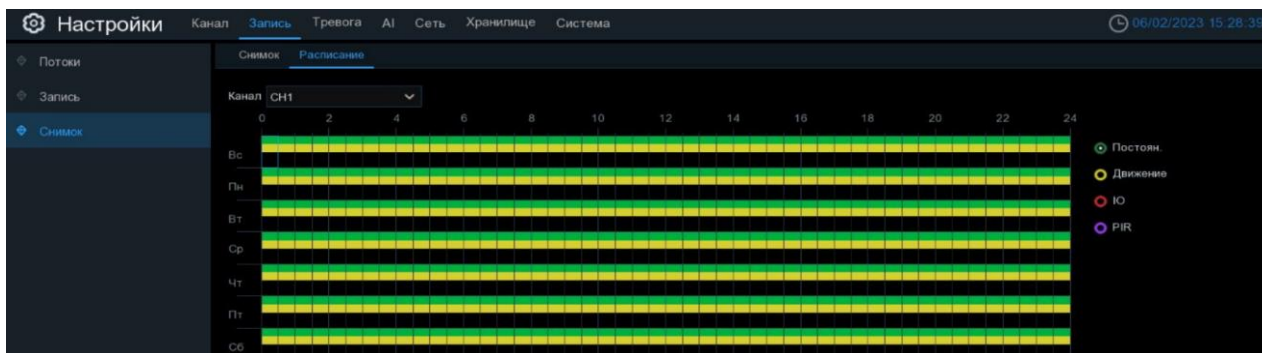 Настройки Канал Запись Тревога AI Сеть Хранилище Система 06/02/2023 15:28:39
Потоки
Запись
Снимок
Снимок Расписание
Канал CH1
0 2 4 6 8 10 12 14 16 18 20 22 24
Вс
Пн
Вт
Ср
Чт
Пт
Сб
Постоян.
Движение
IO
PIR